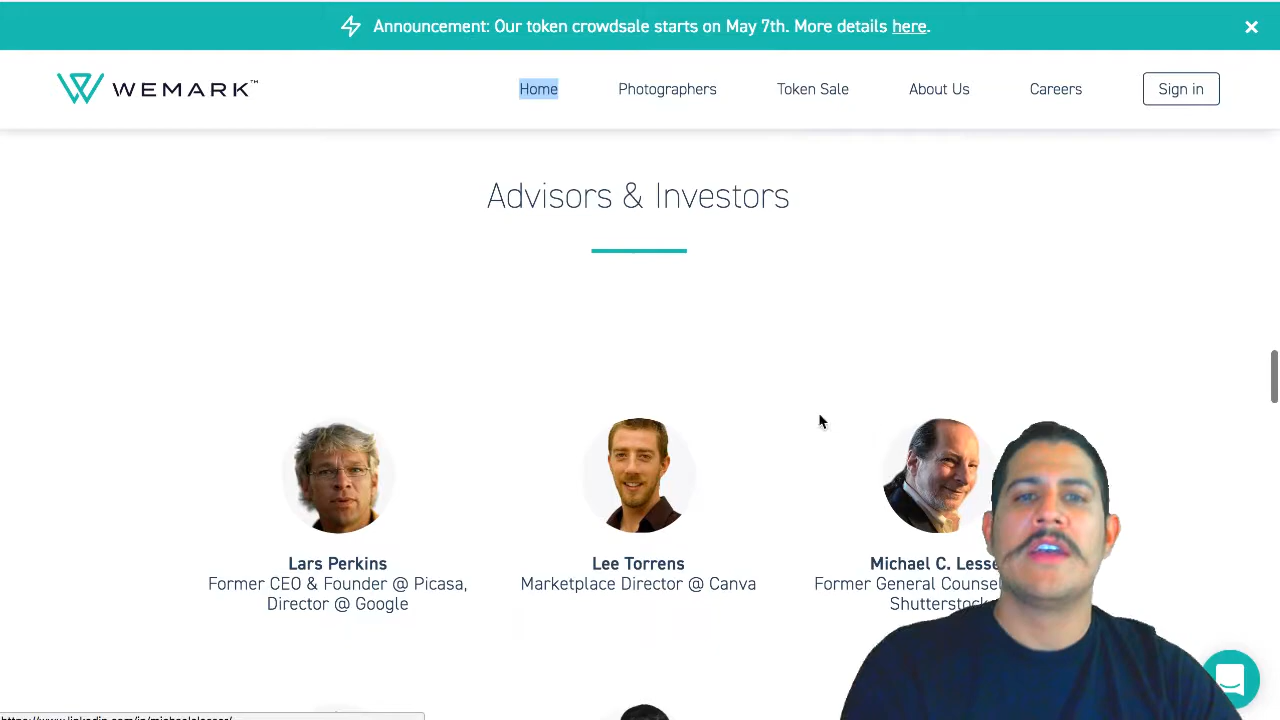 Announcement: Our token crowdsale starts on May 7th. More details here.
WEMARK™
Home
Photographers
Token Sale
About Us
Careers
Sign in
Advisors & Investors
Lars Perkins
Former CEO & Founder @ Picasa,
Director @ Google
Lee Torrens
Marketplace Director @ Canva
Michael C.
Former General
Shutterstock